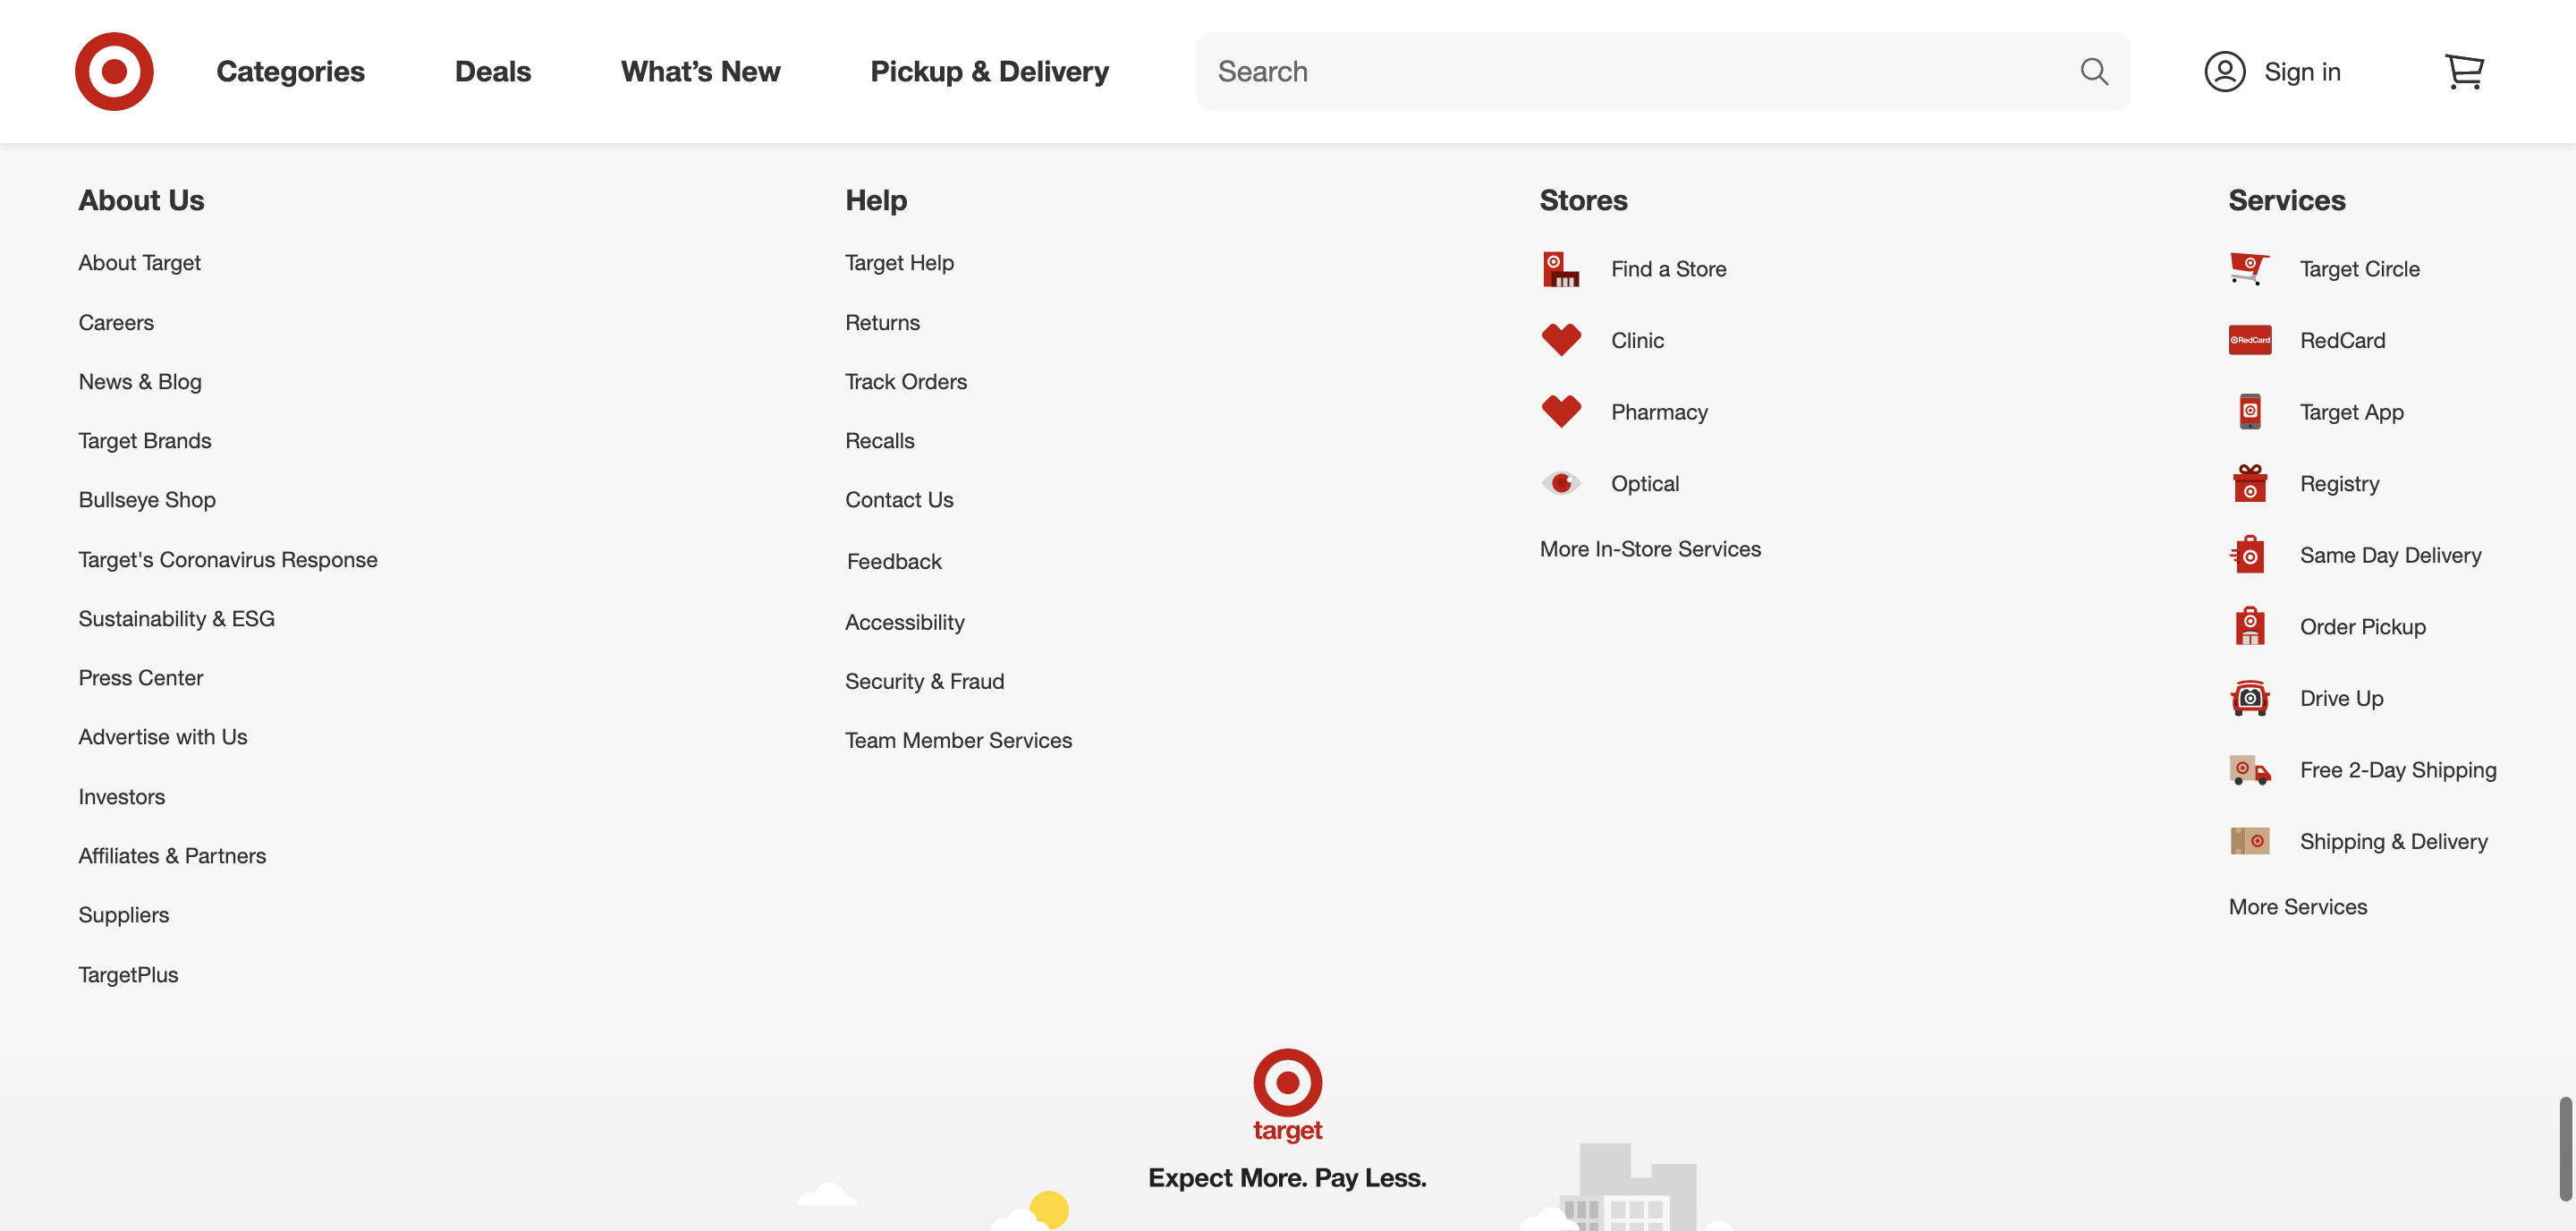 Categories
Deals
What’s New
Pickup & Delivery
Search
Sign in
About Us
About Target
Careers
News & Blog
Target Brands
Bullseye Shop
Target's Coronavirus Response
Sustainability & ESG
Press Center
Advertise with Us
Investors
Affiliates & Partners
Suppliers
TargetPlus
Help
Target Help
Returns
Track Orders
Recalls
Contact Us
Feedback
Accessibility
Security & Fraud
Team Member Services
Stores
Find a Store
Clinic
Pharmacy
Optical
More In-Store Services
Services
Target Circle
RedCard
RedCard
Target App
Registry
Same Day Delivery
Order Pickup
Drive Up
Free 2-Day Shipping
Shipping & Delivery
More Services
target
Expect More. Pay Less.